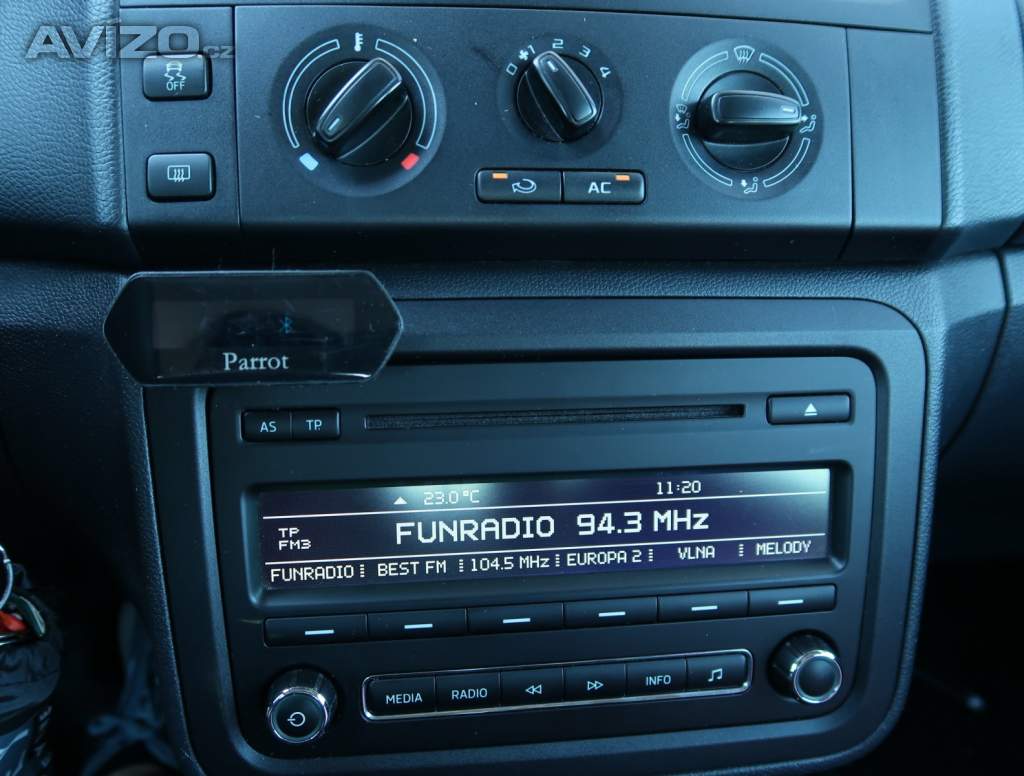 AVIZO.cz
OFF
0 1 2 3 4
AC
Parrot
AS TP
23.0°C 11:20
TP
FM3
FUNRADIO 94.3 MHz
FUNRADIO BEST FM 104.5 MHz EUROPA 2 VLNA MELODY
MEDIA RADIO INFO